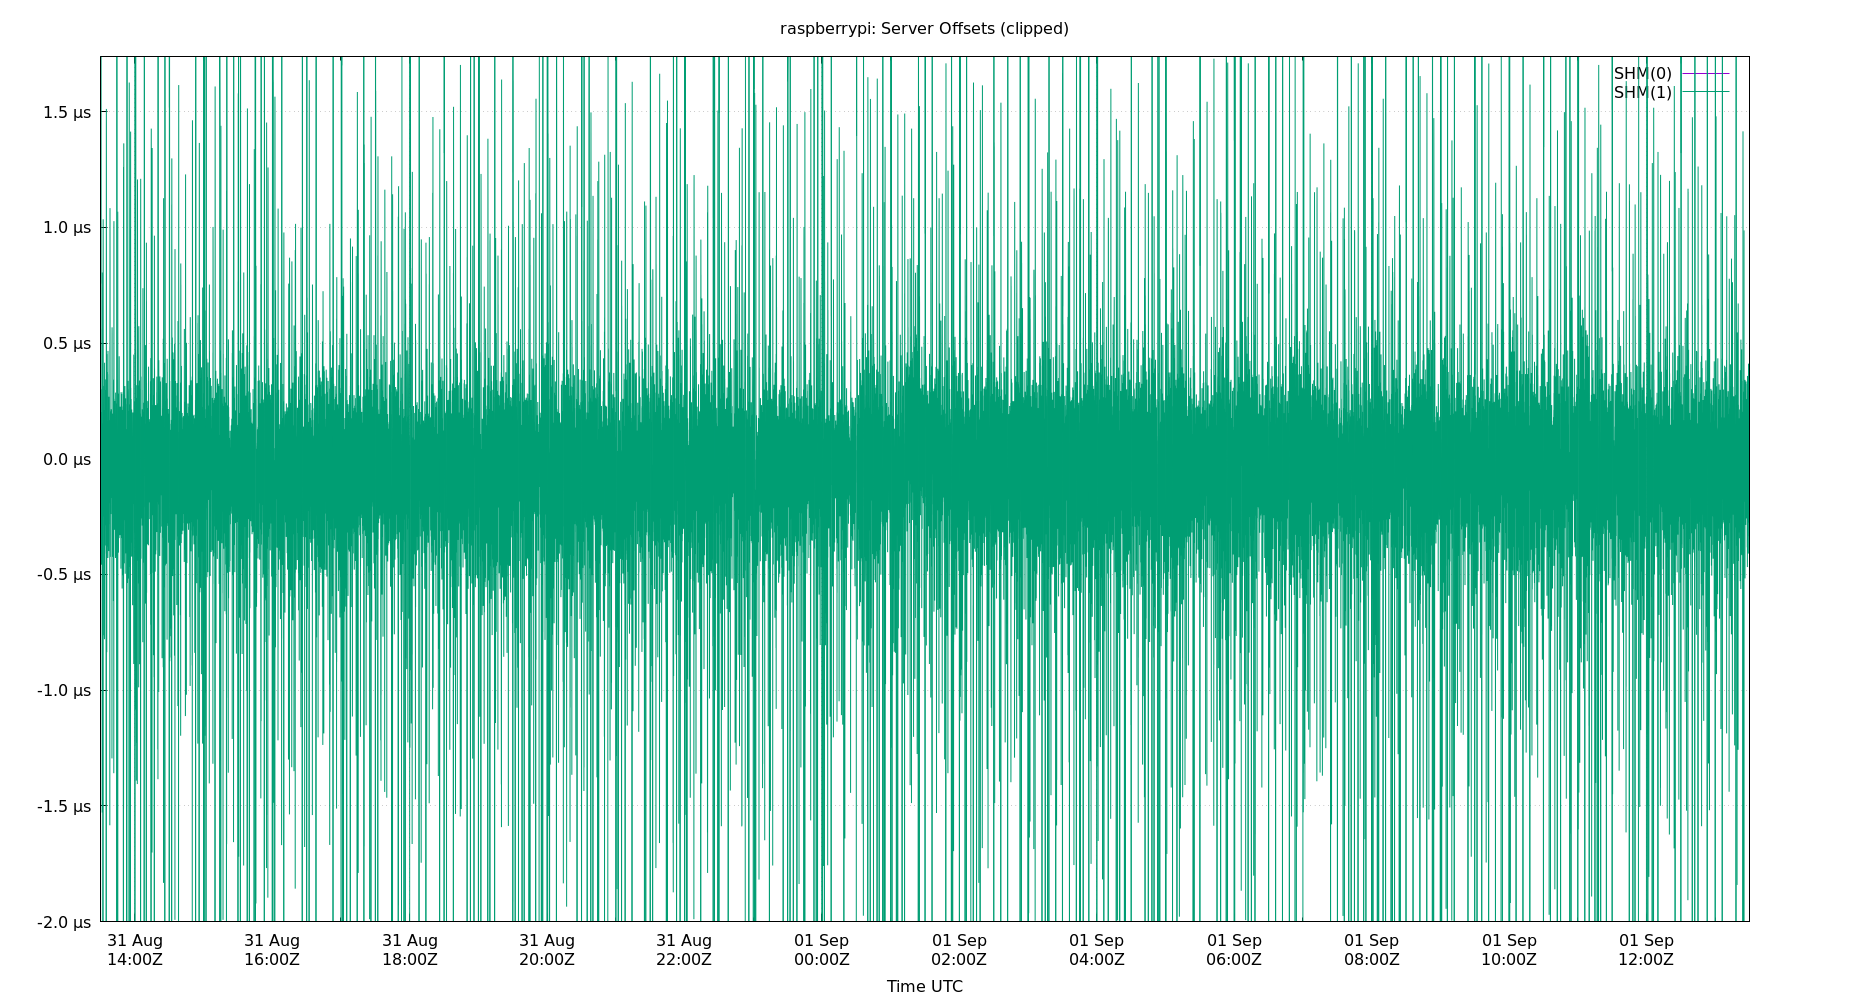 raspberrypi: Server Offsets (clipped)
SHM(0)
SHM(1)
1.5 µs
1.0 µs
0.5 µs
0.0 µs
-0.5 µs
-1.0 µs
-1.5 µs
-2.0 µs
31 Aug 31 Aug 31 Aug 31 Aug 31 Aug 01 Sep 01 Sep 01 Sep 01 Sep 01 Sep 01 Sep 01 Sep
14:00Z 16:00Z 18:00Z 20:00Z 22:00Z 00:00Z 02:00Z 04:00Z 06:00Z 08:00Z 10:00Z 12:00Z
Time UTC